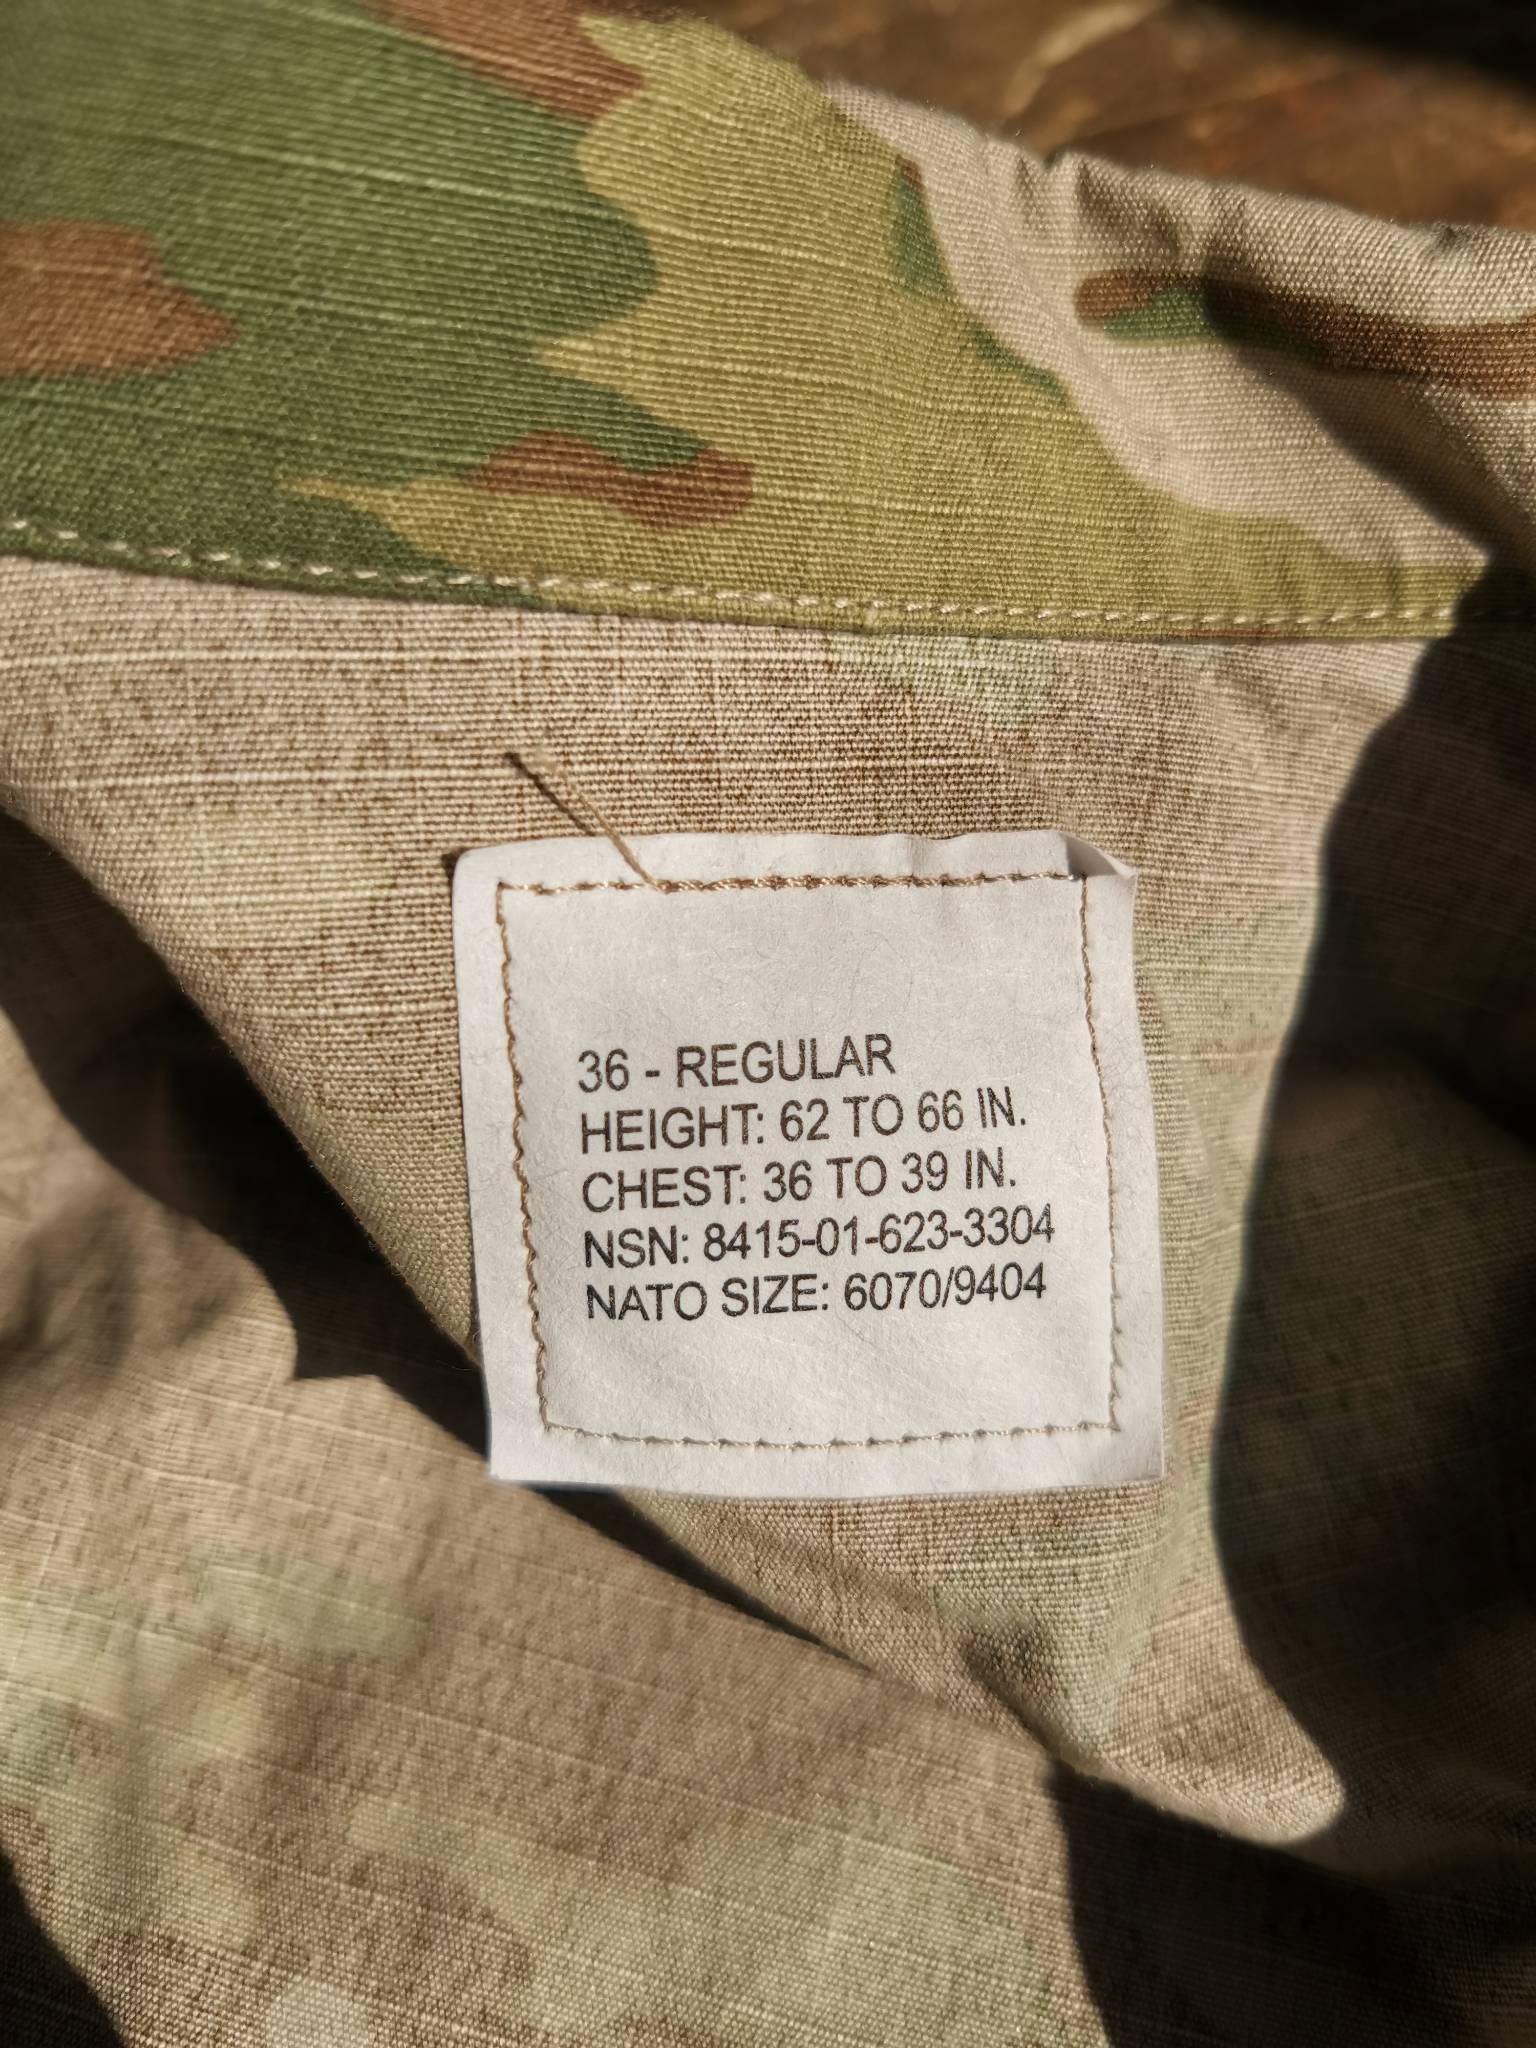 36 - REGULAR
HEIGHT: 62 TO 66 IN.
CHEST: 36 TO 39 IN.
NSN: 8415-01-623-3304
NATO SIZE: 6070/9404